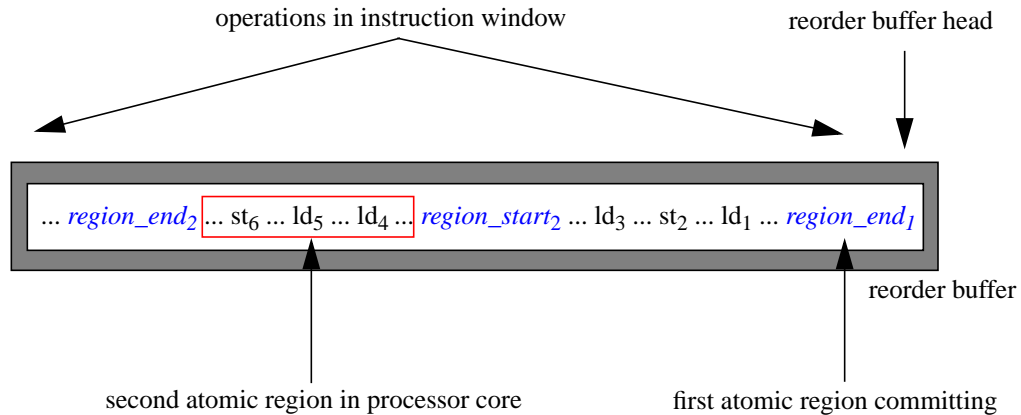 operations in instruction window
reorder buffer head
... region_end₂ ... st₆ ... ld₅ ... ld₄ ... region_start₂ ... ld₃ ... st₂ ... ld₁ ... region_end₁
reorder buffer
second atomic region in processor core
first atomic region committing